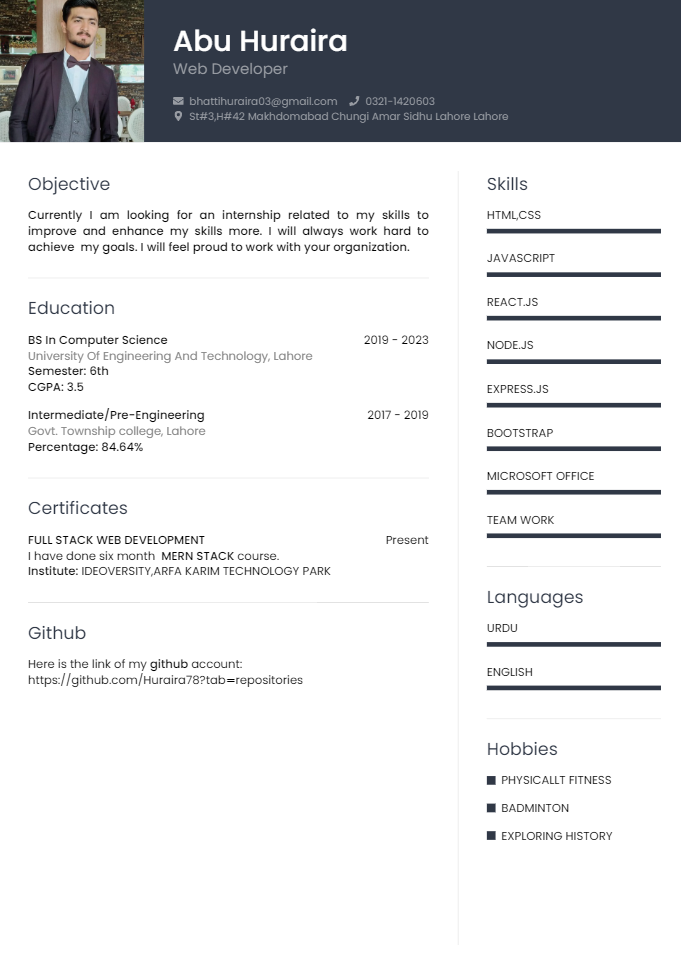 Abu Huraira
Web Developer
bhattihuraira03@gmail.com 0321-1420603
St#3,H#42 Makhdomabad Chungi Amar Sidhu Lahore Lahore
Objective
Currently I am looking for an internship related to my skills to
improve and enhance my skills more. I will always work hard to
achieve my goals. I will feel proud to work with your organization.
Education
BS In Computer Science 2019 - 2023
University Of Engineering And Technology, Lahore
Semester: 6th
CGPA: 3.5
Intermediate/Pre-Engineering 2017 - 2019
Govt. Township college, Lahore
Percentage: 84.64%
Certificates
FULL STACK WEB DEVELOPMENT Present
I have done six month MERN STACK course.
Institute: IDEOVERSITY,ARFA KARIM TECHNOLOGY PARK
Github
Here is the link of my github account:
https://github.com/Huraira78?tab=repositories
Skills
HTML,CSS
JAVASCRIPT
REACT.JS
NODE.JS
EXPRESS.JS
BOOTSTRAP
MICROSOFT OFFICE
TEAM WORK
Languages
URDU
ENGLISH
Hobbies
PHYSICALLT FITNESS
BADMINTON
EXPLORING HISTORY